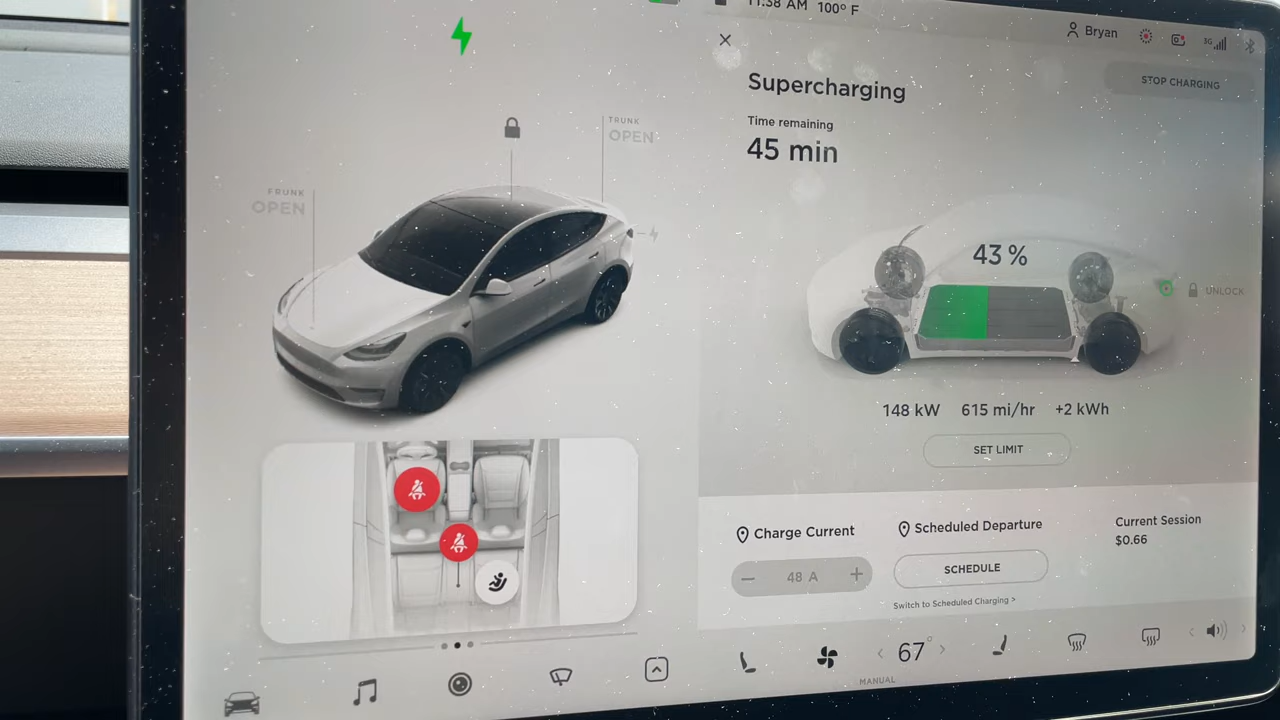 11:38 AM 100° F
Bryan
3G
Supercharging
STOP CHARGING
Time remaining
45 min
TRUNK
OPEN
FRUNK
OPEN
43 %
UNLOCK
148 kW 615 mi/hr +2 kWh
SET LIMIT
Charge Current
Scheduled Departure
Current Session
$0.66
− 48 A +
SCHEDULE
Switch to Scheduled Charging >
< 67° >
MANUAL